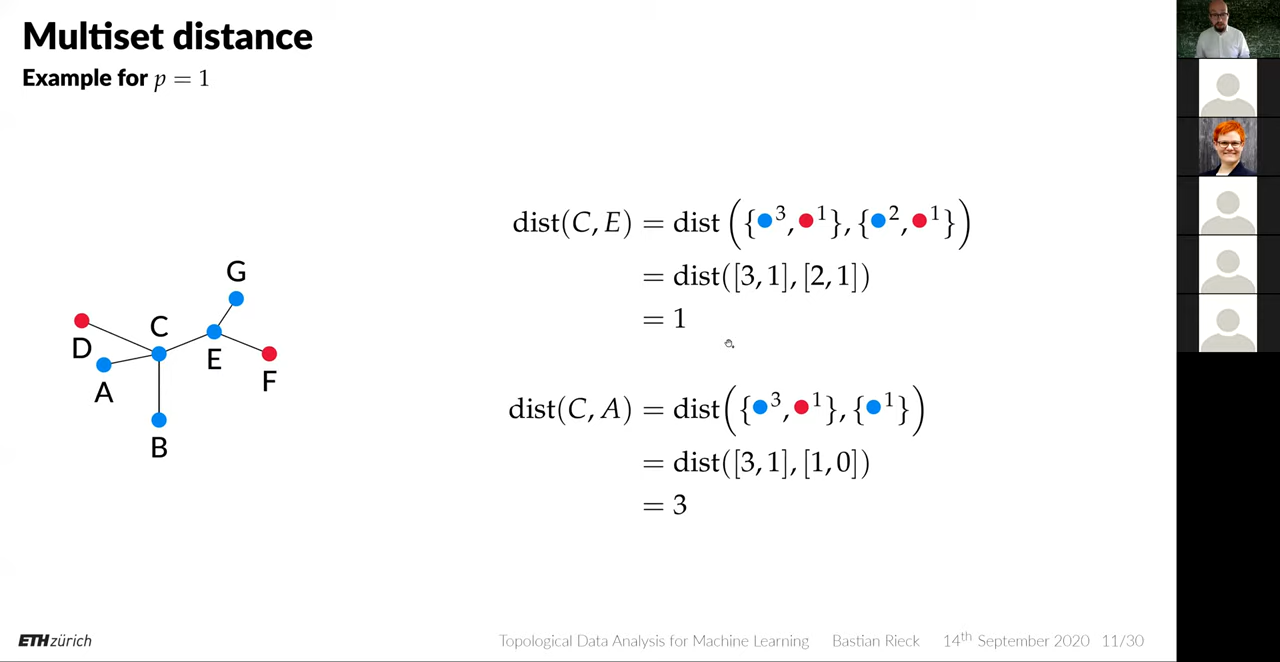 Multiset distance
Example for p = 1
G
C
D
E
A
F
B
dist(C, E) = dist ({●³, ●¹}, {●², ●¹})
= dist([3, 1], [2, 1])
= 1
dist(C, A) = dist({●³, ●¹}, {●¹})
= dist([3, 1], [1, 0])
= 3
ETH zürich
Topological Data Analysis for Machine Learning Bastian Rieck 14th September 2020 11/30